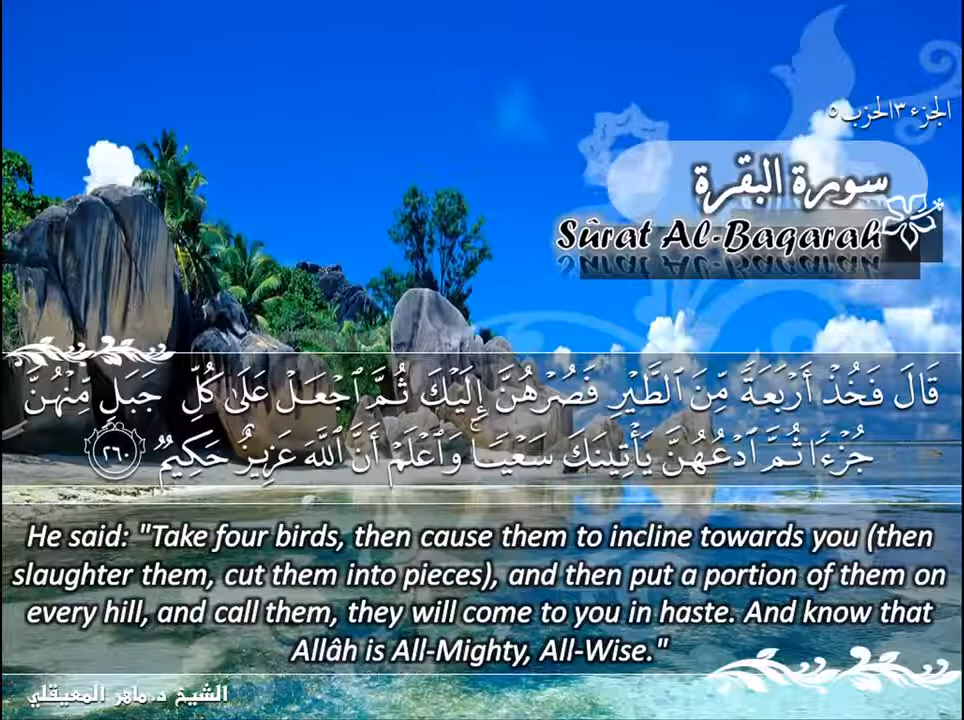 الجزء ٣ الحزب ٥
سورة البقرة
Sûrat Al-Baqarah
قَالَ فَخُذْ أَرْبَعَةً مِّنَ ٱلطَّيْرِ فَصُرْهُنَّ إِلَيْكَ ثُمَّ ٱجْعَلْ عَلَىٰ كُلِّ جَبَلٍ مِّنْهُنَّ
جُزْءًا ثُمَّ ٱدْعُهُنَّ يَأْتِينَكَ سَعْيًا ۚ وَٱعْلَمْ أَنَّ ٱللَّهَ عَزِيزٌ حَكِيمٌ ٢٦٠
He said: "Take four birds, then cause them to incline towards you (then
slaughter them, cut them into pieces), and then put a portion of them on
every hill, and call them, they will come to you in haste. And know that
Allâh is All-Mighty, All-Wise."
الشيخ د. ماهر المعيقلي